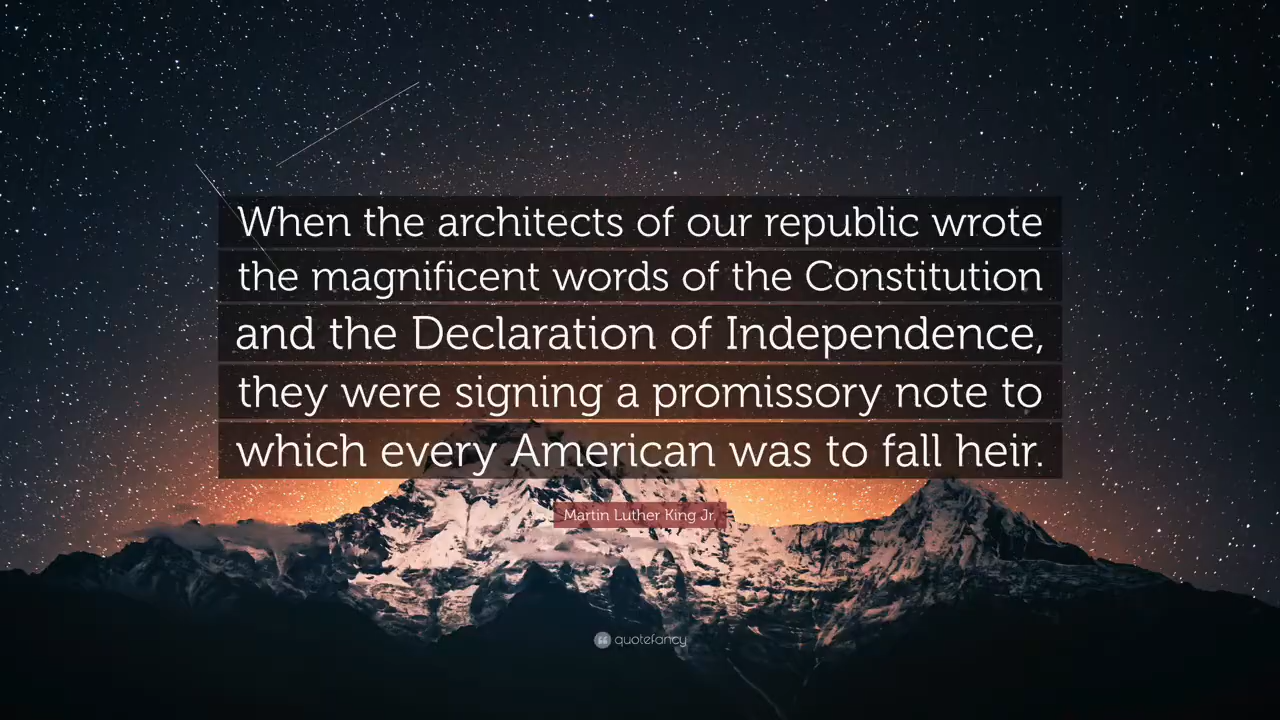 When the architects of our republic wrote
the magnificent words of the Constitution
and the Declaration of Independence,
they were signing a promissory note to
which every American was to fall heir.
Martin Luther King Jr.
quotefancy